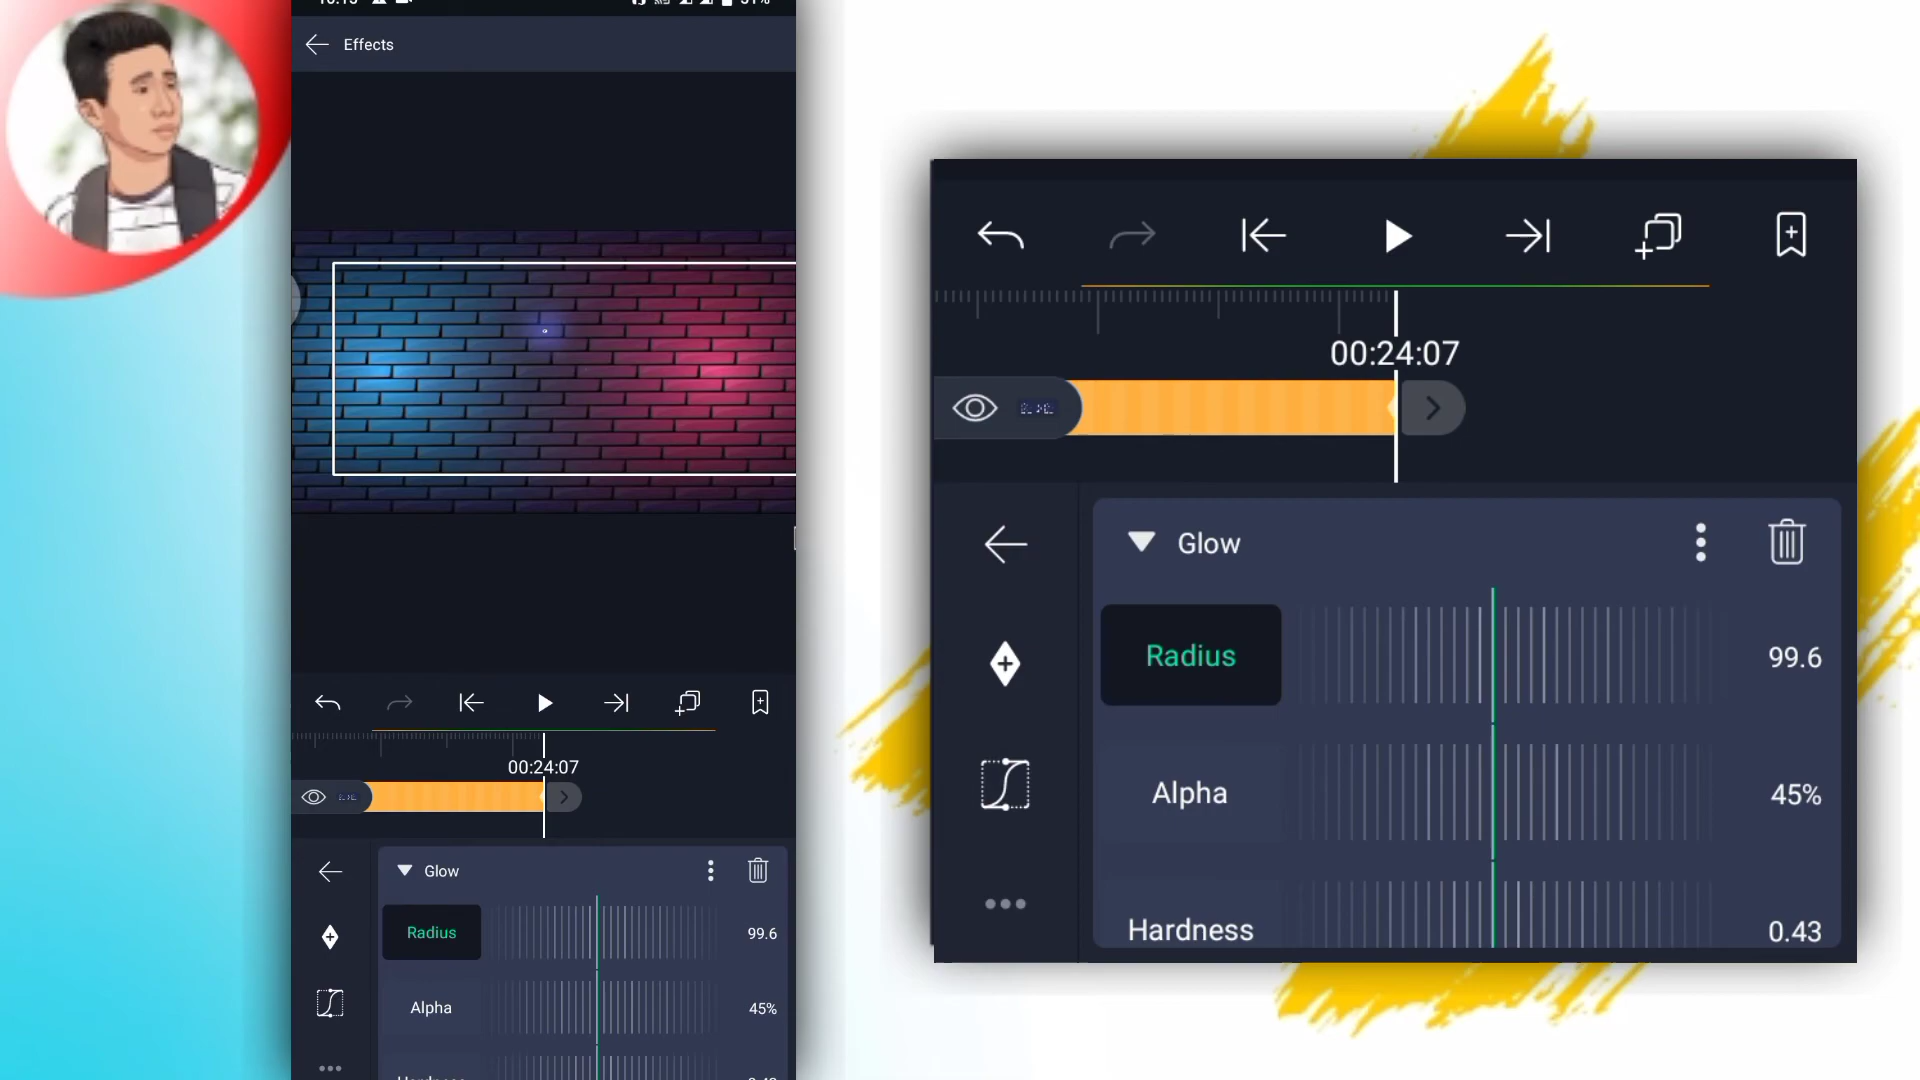 Effects
00:24:07
Glow
Radius
99.6
Alpha
45%
00:24:07
Glow
Radius
99.6
Alpha
45%
Hardness
0.43